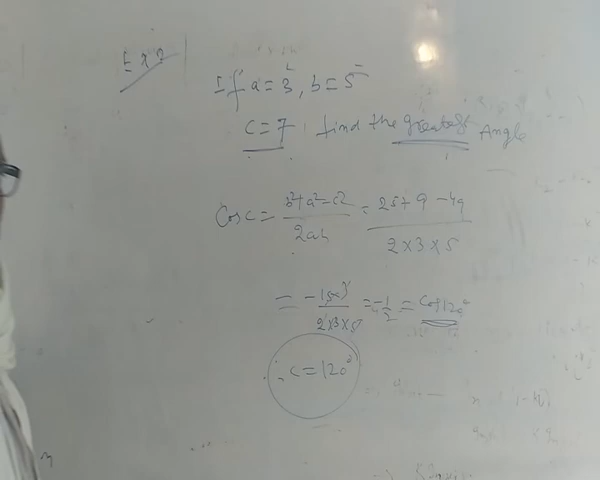 Ex 2
If a = 3, b = 5
c = 7, find the greatest Angle
Cos c = b²+a²-c² / 2ab = 25+9-49 / 2×3×5
= -15 / 2×3×5 = -1/2 = Cos 120°
∴ c = 120°